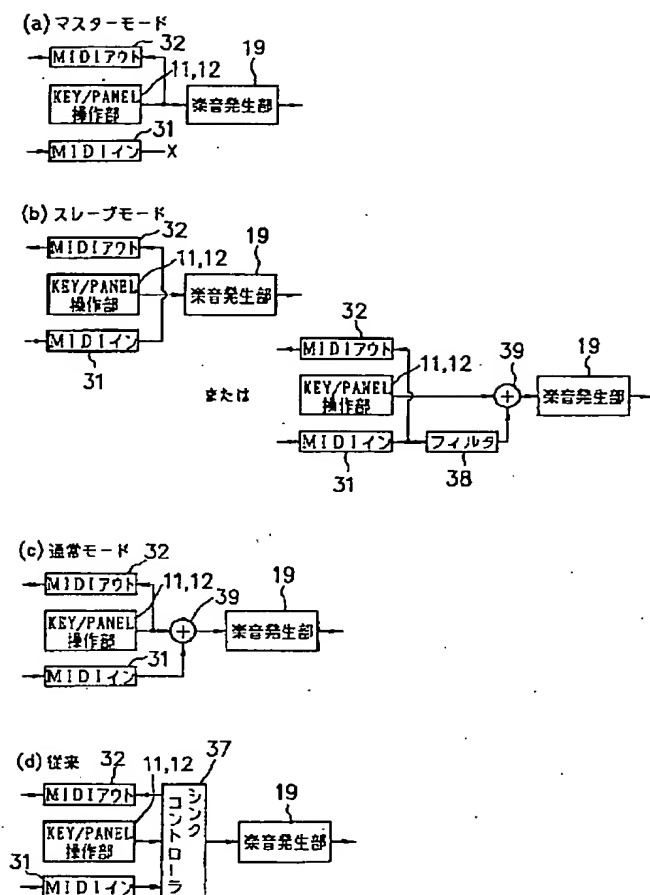 (a) マスターモード
32
MIDIアウト
11,12
19
KEY/PANEL
操作部
楽音発生部
31
MIDIイン
X
(b) スレーブモード
32
MIDIアウト
11,12
19
KEY/PANEL
操作部
楽音発生部
MIDIイン
31
または
32
MIDIアウト
11,12
39
19
KEY/PANEL
操作部
+
楽音発生部
MIDIイン
フィルタ
31
38
(c) 通常モード
32
MIDIアウト
11,12
39
19
KEY/PANEL
操作部
+
楽音発生部
31
MIDIイン
(d) 従来
32
11,12
37
MIDIアウト
シンク
コントローラ
19
KEY/PANEL
操作部
楽音発生部
31
MIDIイン